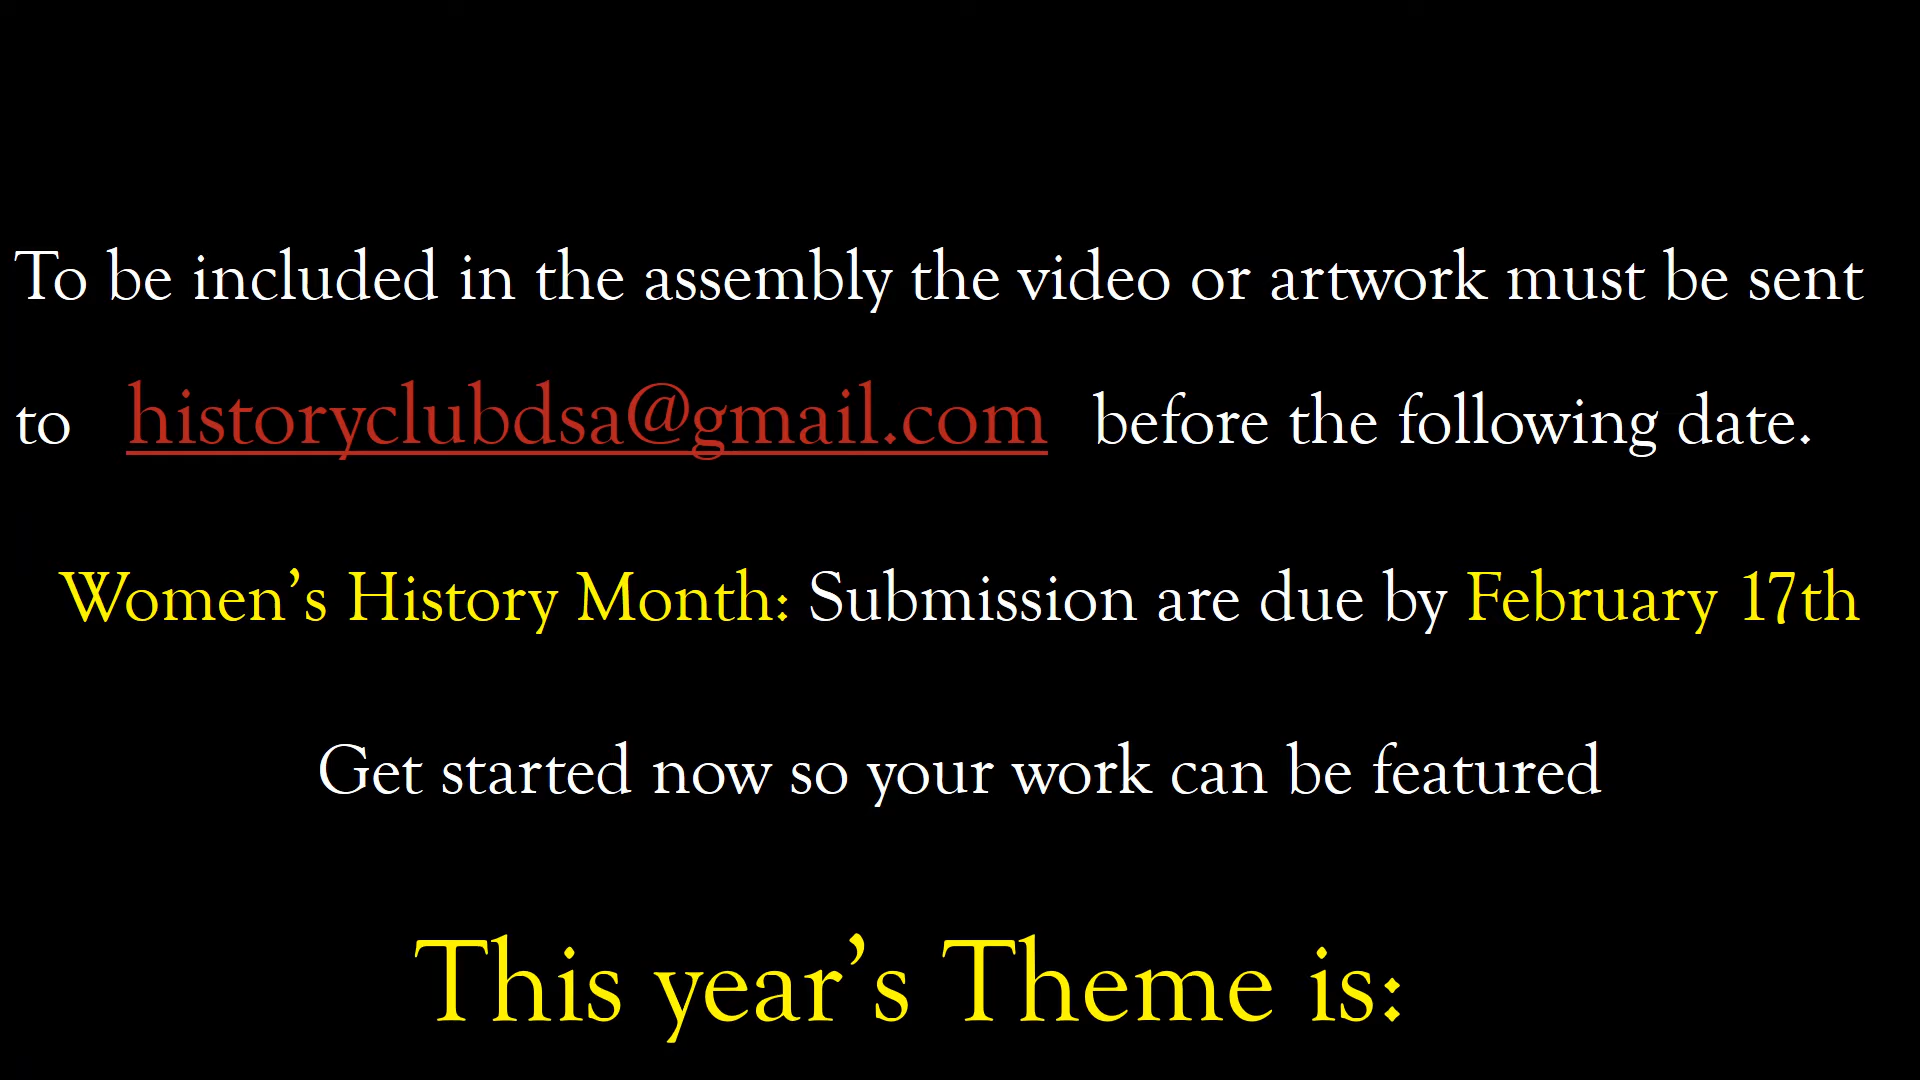 To be included in the assembly the video or artwork must be sent
to historyclubdsa@gmail.com before the following date.
Women’s History Month: Submission are due by February 17th
Get started now so your work can be featured
This year’s Theme is: